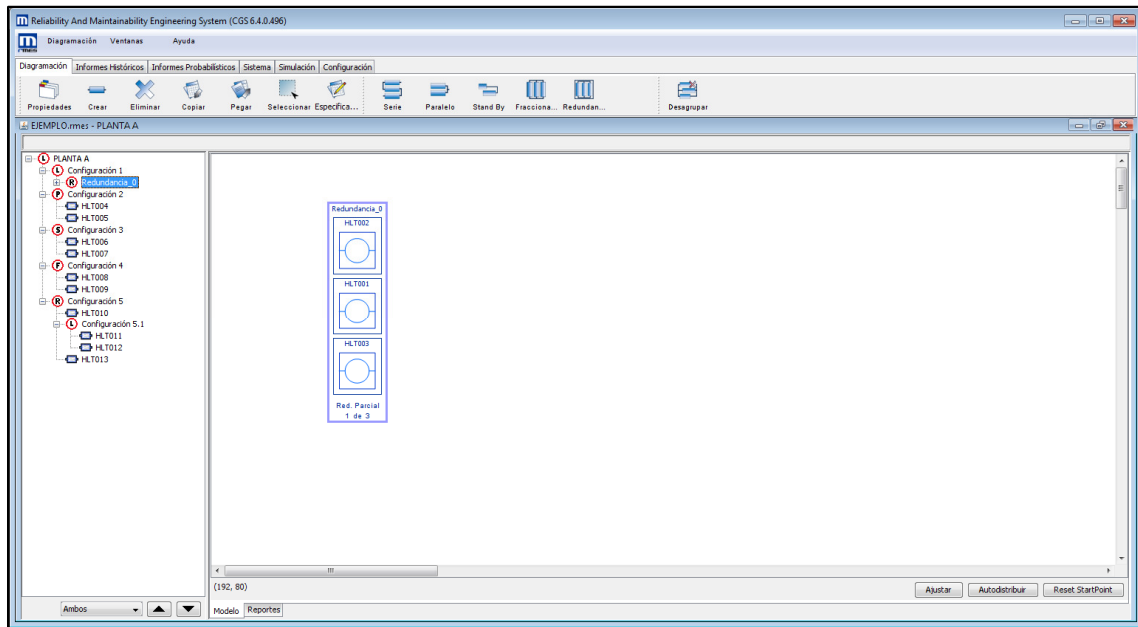 Reliability And Maintainability Engineering System (CGS 6.4.0.496)
Diagramación Ventanas Ayuda
Diagramación Informes Históricos Informes Probabilísticos Sistema Simulación Configuración
Propiedades Crear Eliminar Copiar Pegar Seleccionar Especifica... Serie Paralelo Stand By Fracciona... Redundan... Desagrupar
EJEMPLO.rmes - PLANTA A
L PLANTA A
L Configuración 1
R Redundancia_0
P Configuración 2
HLT004
HLT005
S Configuración 3
HLT006
HLT007
F Configuración 4
HLT008
HLT009
R Configuración 5
HLT010
L Configuración 5.1
HLT011
HLT012
HLT013
Redundancia_0
HLT002
HLT001
HLT003
Red. Parcial
1 de 3
(192, 80)
Ajustar Autodistribuir Reset StartPoint
Ambos
Modelo Reportes